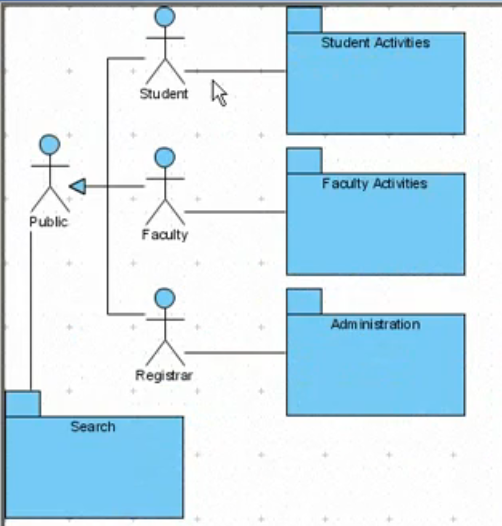 Student Activities
Student
Faculty Activities
Public
Faculty
Administration
Registrar
Search